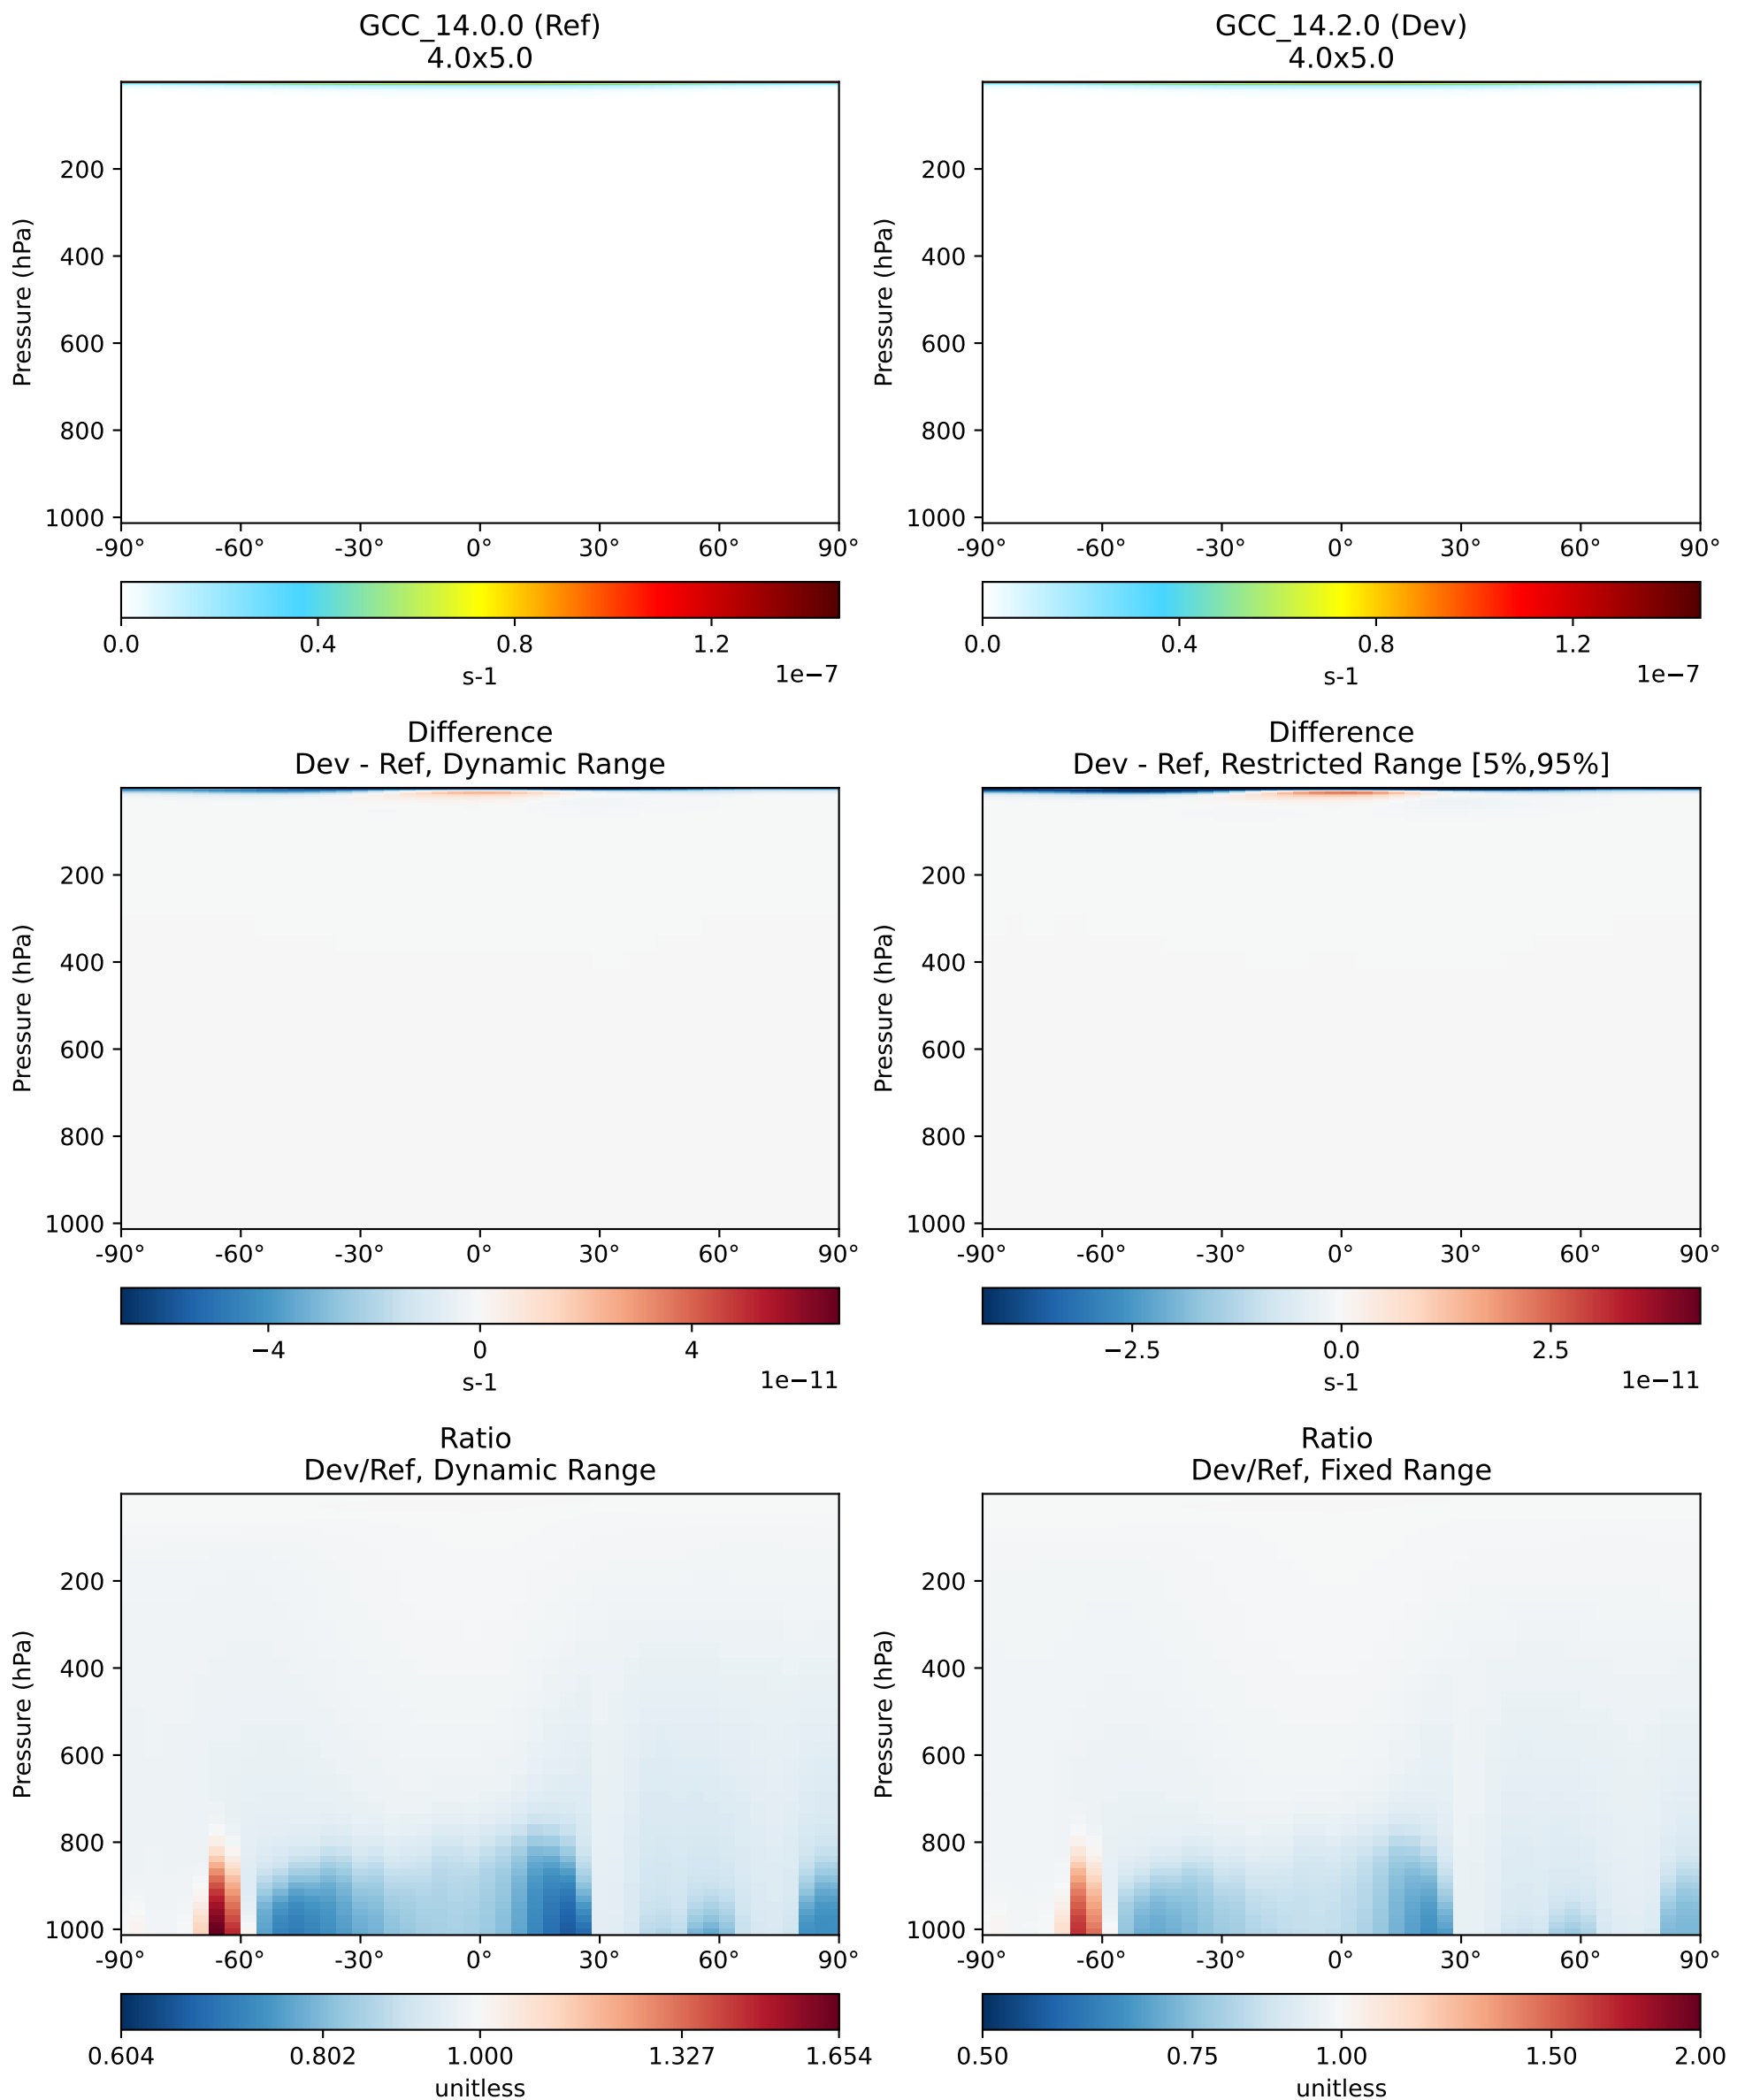 GCC_14.0.0 (Ref)
4.0x5.0
Pressure (hPa)
200
400
600
800
1000
-90° -60° -30° 0° 30° 60° 90°
0.0 0.4 0.8 1.2
s-1
1e−7
GCC_14.2.0 (Dev)
4.0x5.0
Pressure (hPa)
200
400
600
800
1000
-90° -60° -30° 0° 30° 60° 90°
0.0 0.4 0.8 1.2
s-1
1e−7
Difference
Dev - Ref, Dynamic Range
Pressure (hPa)
200
400
600
800
1000
-90° -60° -30° 0° 30° 60° 90°
−4 0 4
s-1
1e−11
Difference
Dev - Ref, Restricted Range [5%,95%]
Pressure (hPa)
200
400
600
800
1000
-90° -60° -30° 0° 30° 60° 90°
−2.5 0.0 2.5
s-1
1e−11
Ratio
Dev/Ref, Dynamic Range
Pressure (hPa)
200
400
600
800
1000
-90° -60° -30° 0° 30° 60° 90°
0.604 0.802 1.000 1.327 1.654
unitless
Ratio
Dev/Ref, Fixed Range
Pressure (hPa)
200
400
600
800
1000
-90° -60° -30° 0° 30° 60° 90°
0.50 0.75 1.00 1.50 2.00
unitless